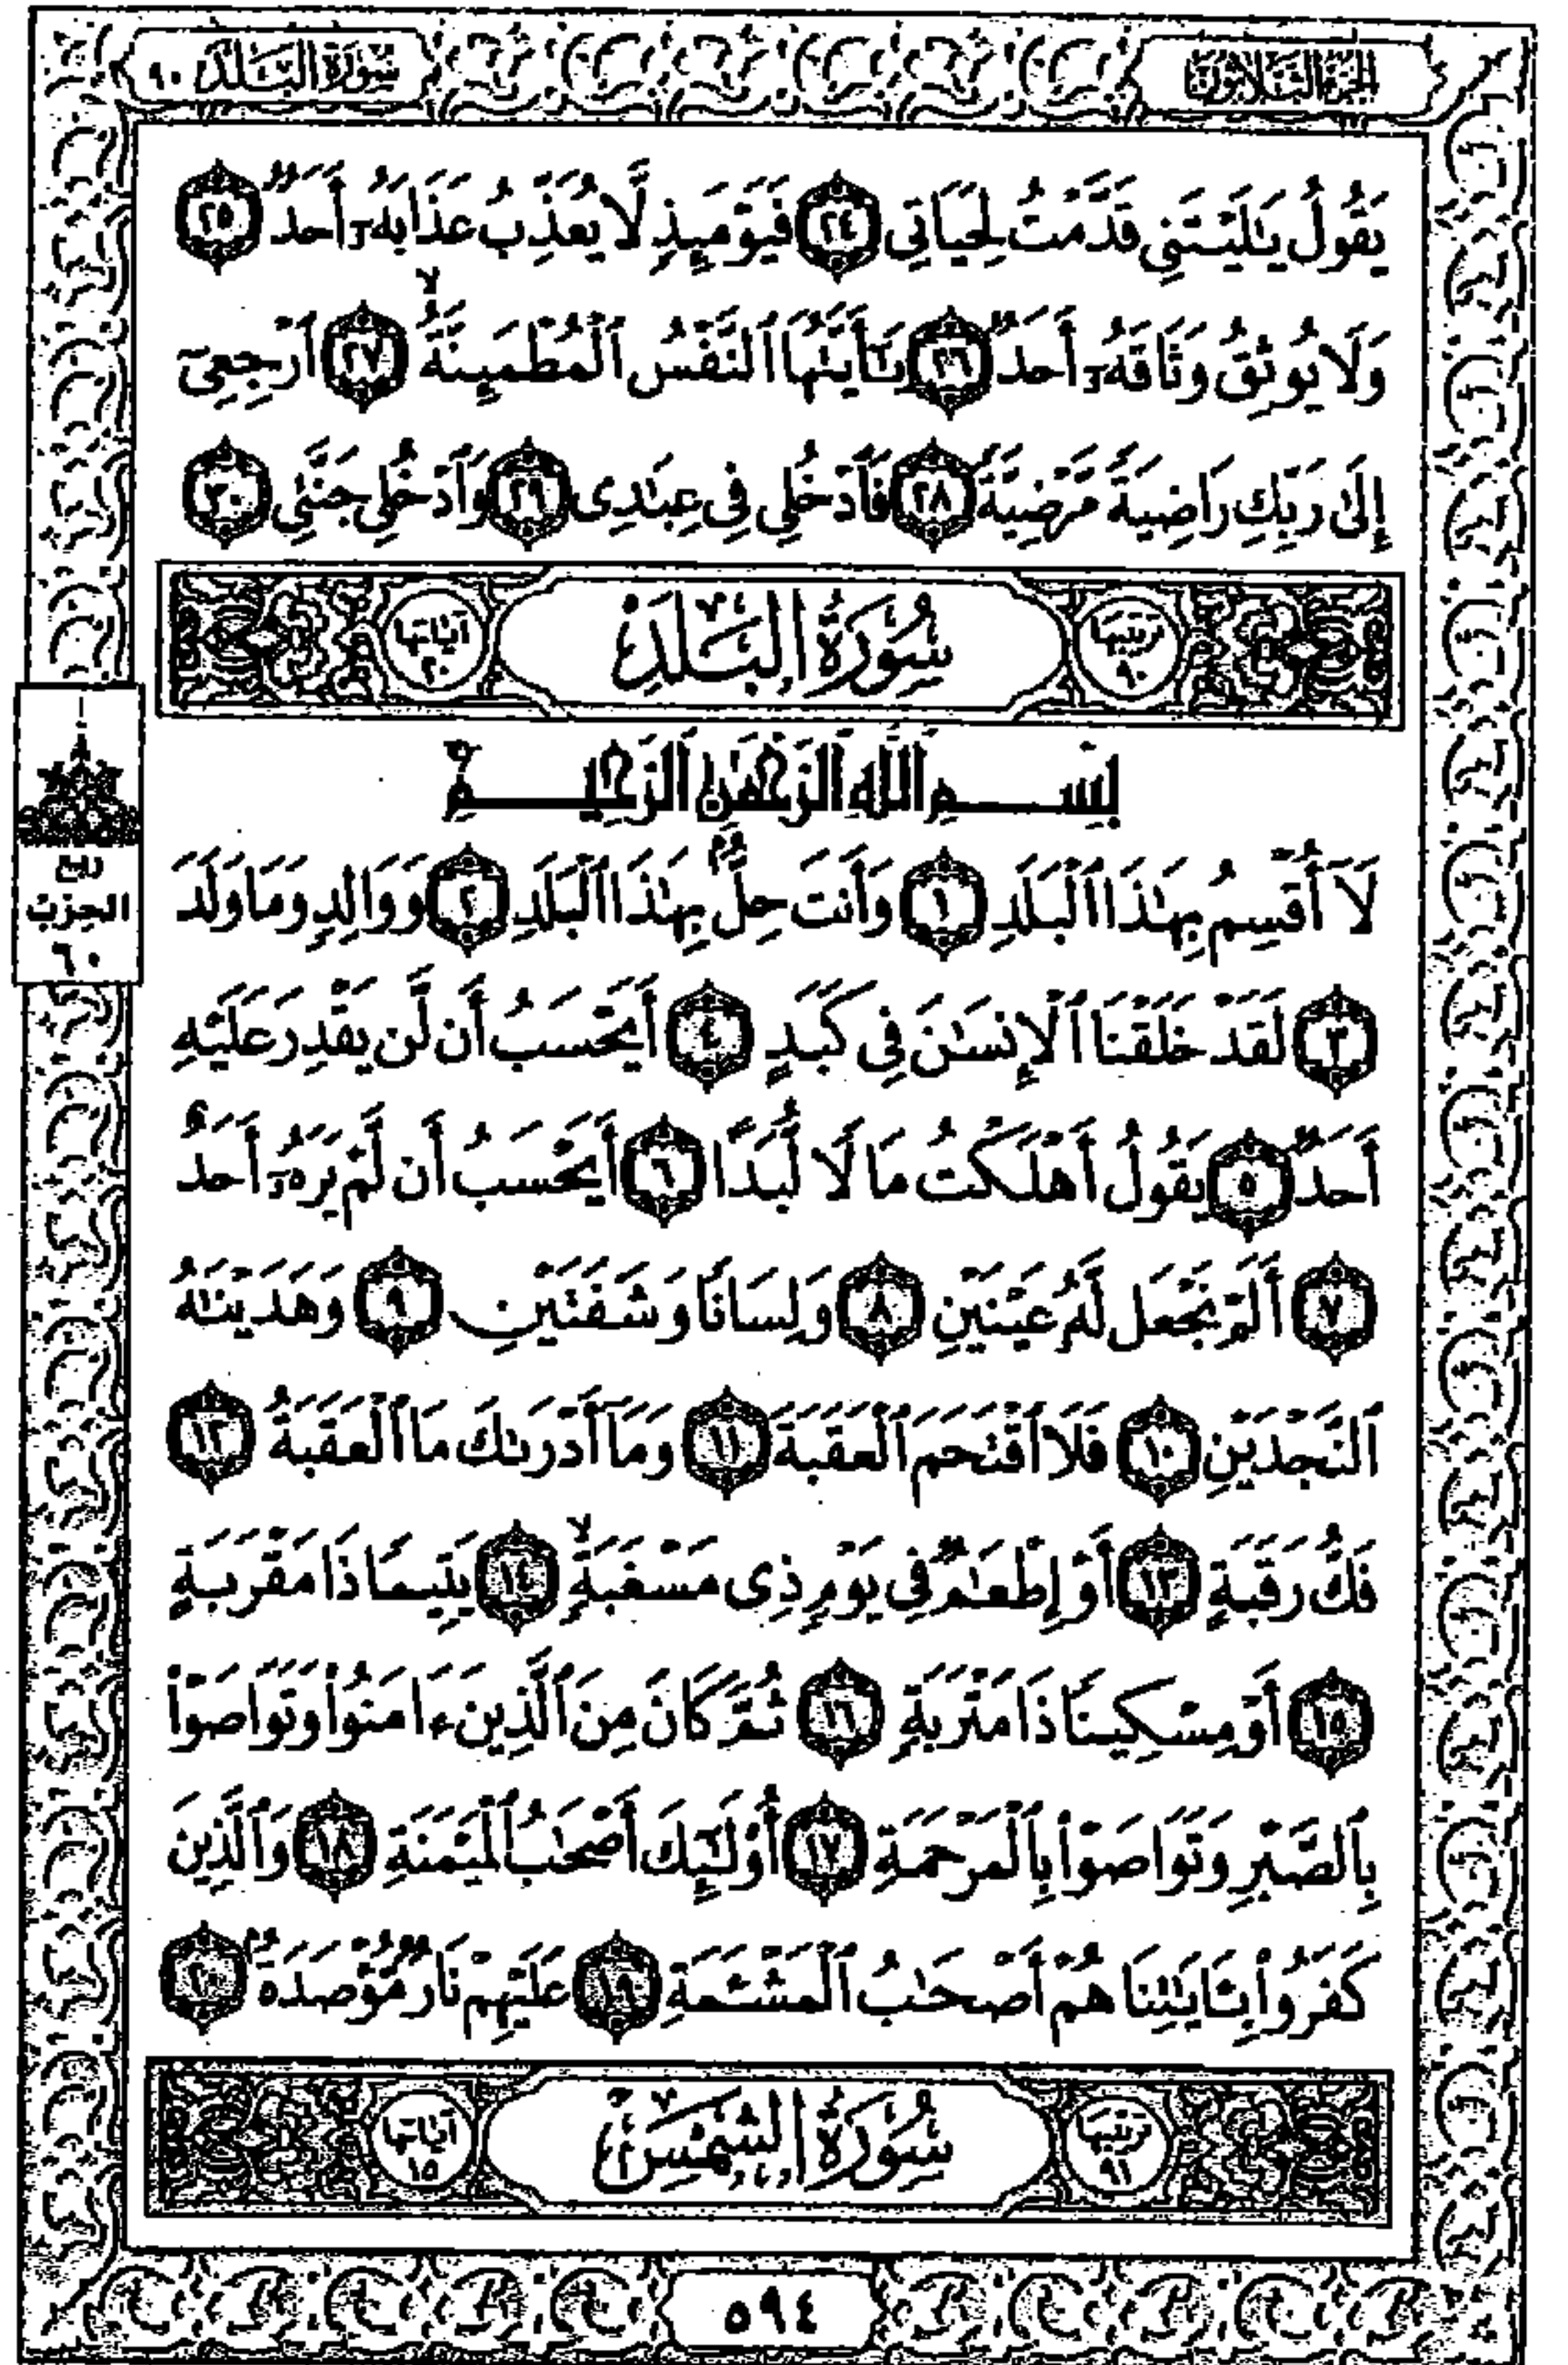 الجزء الثلاثون
سورة البلد ٩٠
يَقُولُ يَٰلَيْتَنِي قَدَّمْتُ لِحَيَاتِي ٢٤ فَيَوْمَئِذٍ لَّا يُعَذِّبُ عَذَابَهُۥٓ أَحَدٌ ٢٥
وَلَا يُوثِقُ وَثَاقَهُۥٓ أَحَدٌ ٢٦ يَٰٓأَيَّتُهَا ٱلنَّفْسُ ٱلْمُطْمَئِنَّةُ ۙ ٢٧ ٱرْجِعِىٓ
إِلَىٰ رَبِّكِ رَاضِيَةً مَّرْضِيَّةً ٢٨ فَٱدْخُلِى فِى عِبَٰدِى ٢٩ وَٱدْخُلِى جَنَّتِي ٣٠
ترتيبها ٩٠
سُورَةُ البَلَدِ
آياتها ٢٠
بِسْمِ ٱللَّهِ ٱلرَّحْمَٰنِ ٱلرَّحِيمِ
ربع الحزب ٦٠
لَآ أُقْسِمُ بِهَٰذَا ٱلْبَلَدِ ١ وَأَنتَ حِلٌّۢ بِهَٰذَا ٱلْبَلَدِ ٢ وَوَالِدٍ وَمَا وَلَدَ
٣ لَقَدْ خَلَقْنَا ٱلْإِنسَٰنَ فِى كَبَدٍ ٤ أَيَحْسَبُ أَن لَّن يَقْدِرَ عَلَيْهِ
أَحَدٌ ٥ يَقُولُ أَهْلَكْتُ مَالًا لُّبَدًا ٦ أَيَحْسَبُ أَن لَّمْ يَرَهُۥٓ أَحَدٌ
٧ أَلَمْ نَجْعَل لَّهُۥ عَيْنَيْنِ ٨ وَلِسَانًا وَشَفَتَيْنِ ٩ وَهَدَيْنَٰهُ
ٱلنَّجْدَيْنِ ١٠ فَلَا ٱقْتَحَمَ ٱلْعَقَبَةَ ١١ وَمَآ أَدْرَىٰكَ مَا ٱلْعَقَبَةُ ١٢
فَكُّ رَقَبَةٍ ١٣ أَوْ إِطْعَٰمٌ فِى يَوْمٍ ذِى مَسْغَبَةٍ ۙ ١٤ يَتِيمًا ذَا مَقْرَبَةٍ
١٥ أَوْ مِسْكِينًا ذَا مَتْرَبَةٍ ١٦ ثُمَّ كَانَ مِنَ ٱلَّذِينَ ءَامَنُوا۟ وَتَوَاصَوْا۟
بِٱلصَّبْرِ وَتَوَاصَوْا۟ بِٱلْمَرْحَمَةِ ١٧ أُو۟لَٰٓئِكَ أَصْحَٰبُ ٱلْمَيْمَنَةِ ١٨ وَٱلَّذِينَ
كَفَرُوا۟ بِـَٔايَٰتِنَا هُمْ أَصْحَٰبُ ٱلْمَشْـَٔمَةِ ١٩ عَلَيْهِمْ نَارٌ مُّؤْصَدَةٌۢ ٢٠
ترتيبها ٩١
سُورَةُ الشَّمْسِ
آياتها ١٥
٥٩٤